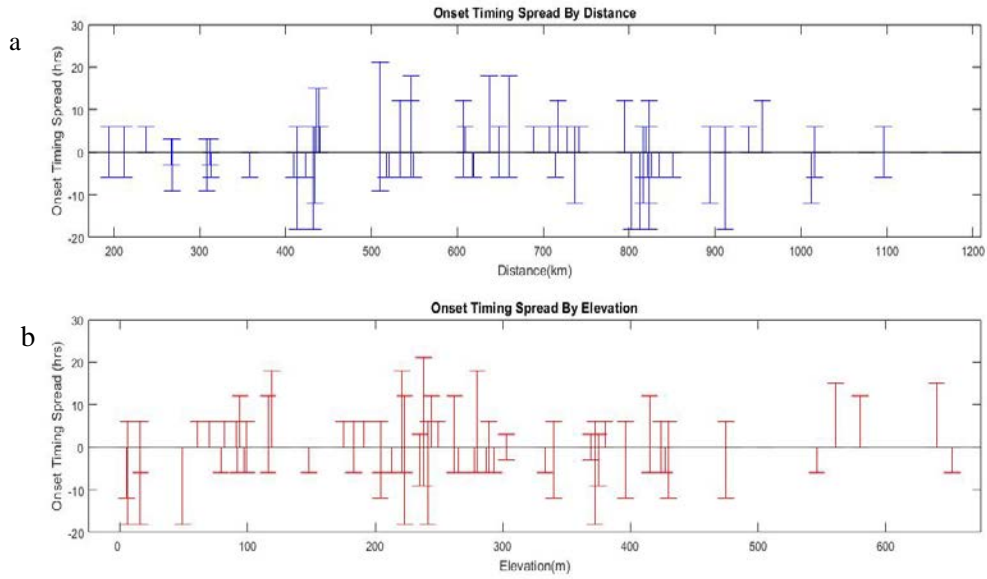 a
Onset Timing Spread By Distance
Onset Timing Spread (hrs)
30
20
10
0
-10
-20
200 300 400 500 600 700 800 900 1000 1100 1200
Distance(km)
b
Onset Timing Spread By Elevation
Onset Timing Spread (hrs)
30
20
10
0
-10
-20
0 100 200 300 400 500 600
Elevation(m)